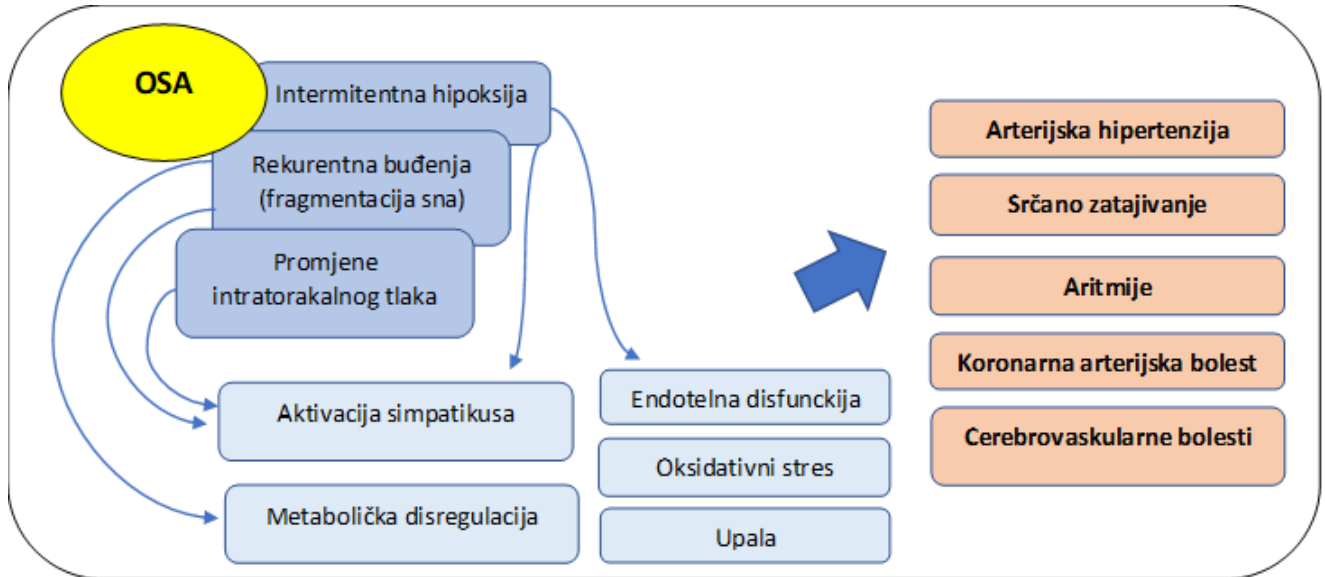 OSA
Intermitentna hipoksija
Rekurentna buđenja
(fragmentacija sna)
Promjene
intratorakalnog tlaka
Aktivacija simpatikusa
Metabolička disregulacija
Endotelna disfunckija
Oksidativni stres
Upala
Arterijska hipertenzija
Srčano zatajivanje
Aritmije
Koronarna arterijska bolest
Cerebrovaskularne bolesti